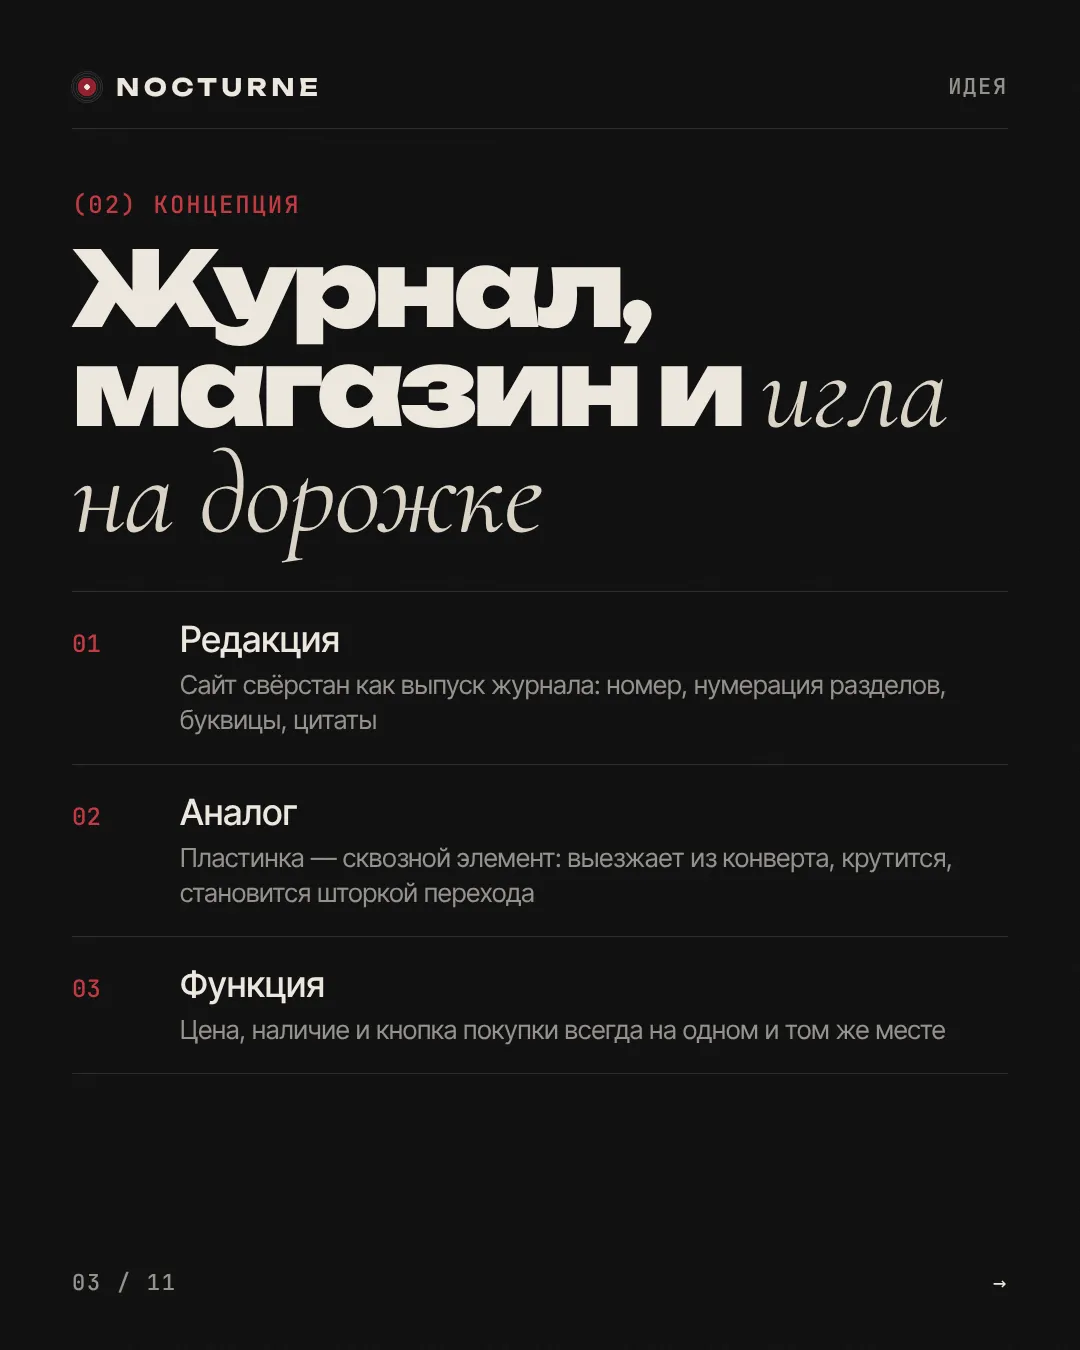 NOCTURNE
ИДЕЯ
(02) КОНЦЕПЦИЯ
Журнал,
магазин и игла
на дорожке
01
Редакция
Сайт свёрстан как выпуск журнала: номер, нумерация разделов,
буквицы, цитаты
02
Аналог
Пластинка — сквозной элемент: выезжает из конверта, крутится,
становится шторкой перехода
03
Функция
Цена, наличие и кнопка покупки всегда на одном и том же месте
03 / 11
→